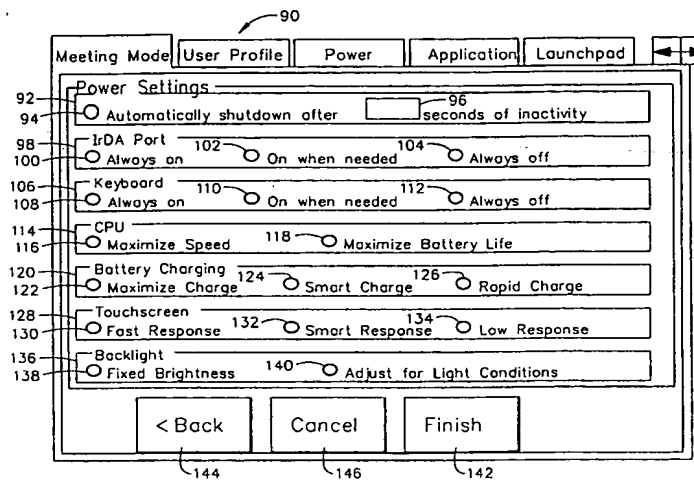 90
Meeting Mode User Profile Power Application Launchpad
Power Settings
92
94 Automatically shutdown after 96 seconds of inactivity
98 IrDA Port
100 Always on 102 On when needed 104 Always off
106 Keyboard
108 Always on 110 On when needed 112 Always off
114 CPU
116 Maximize Speed 118 Maximize Battery Life
120 Battery Charging
122 Maximize Charge 124 Smart Charge 126 Rapid Charge
128 Touchscreen
130 Fast Response 132 Smart Response 134 Low Response
136 Backlight
138 Fixed Brightness 140 Adjust for Light Conditions
< Back Cancel Finish
144 146 142